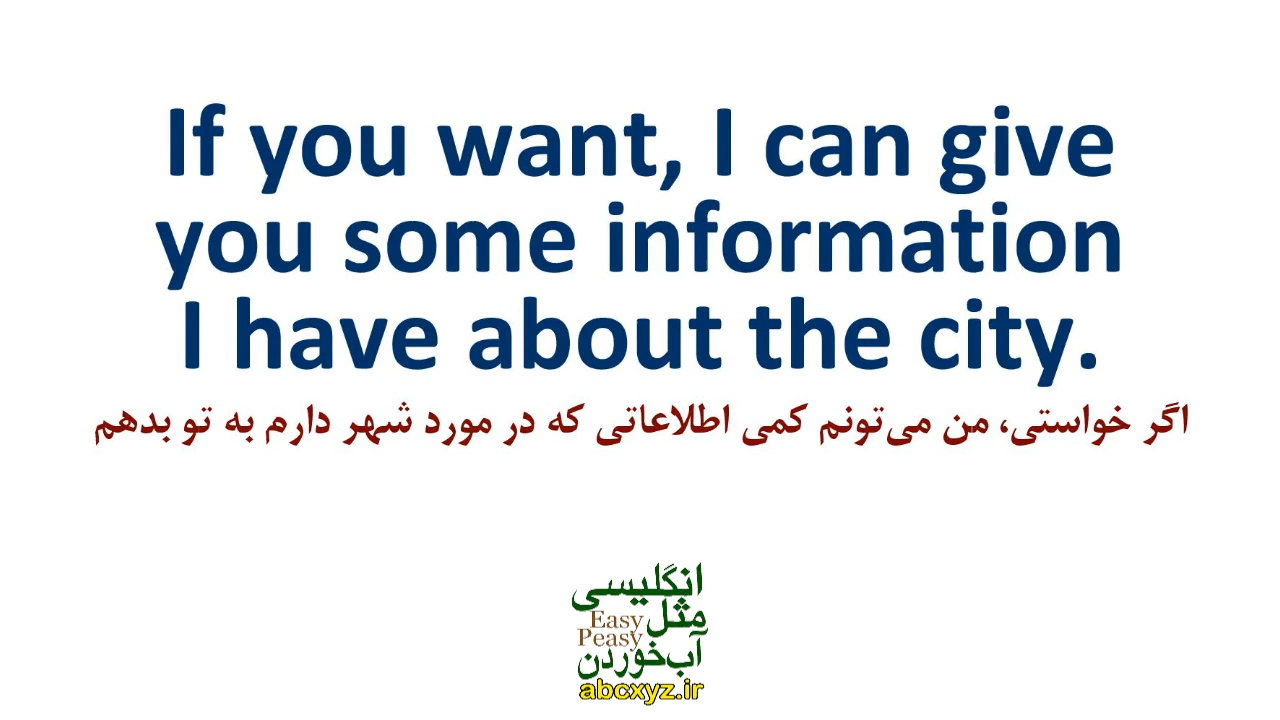 If you want, I can give
you some information
I have about the city.
اگر خواستی، من می‌تونم کمی اطلاعاتی که در مورد شهر دارم به تو بدهم
انگلیسی
مثل
Easy
Peasy
آب‌خوردن
abcxyz.ir